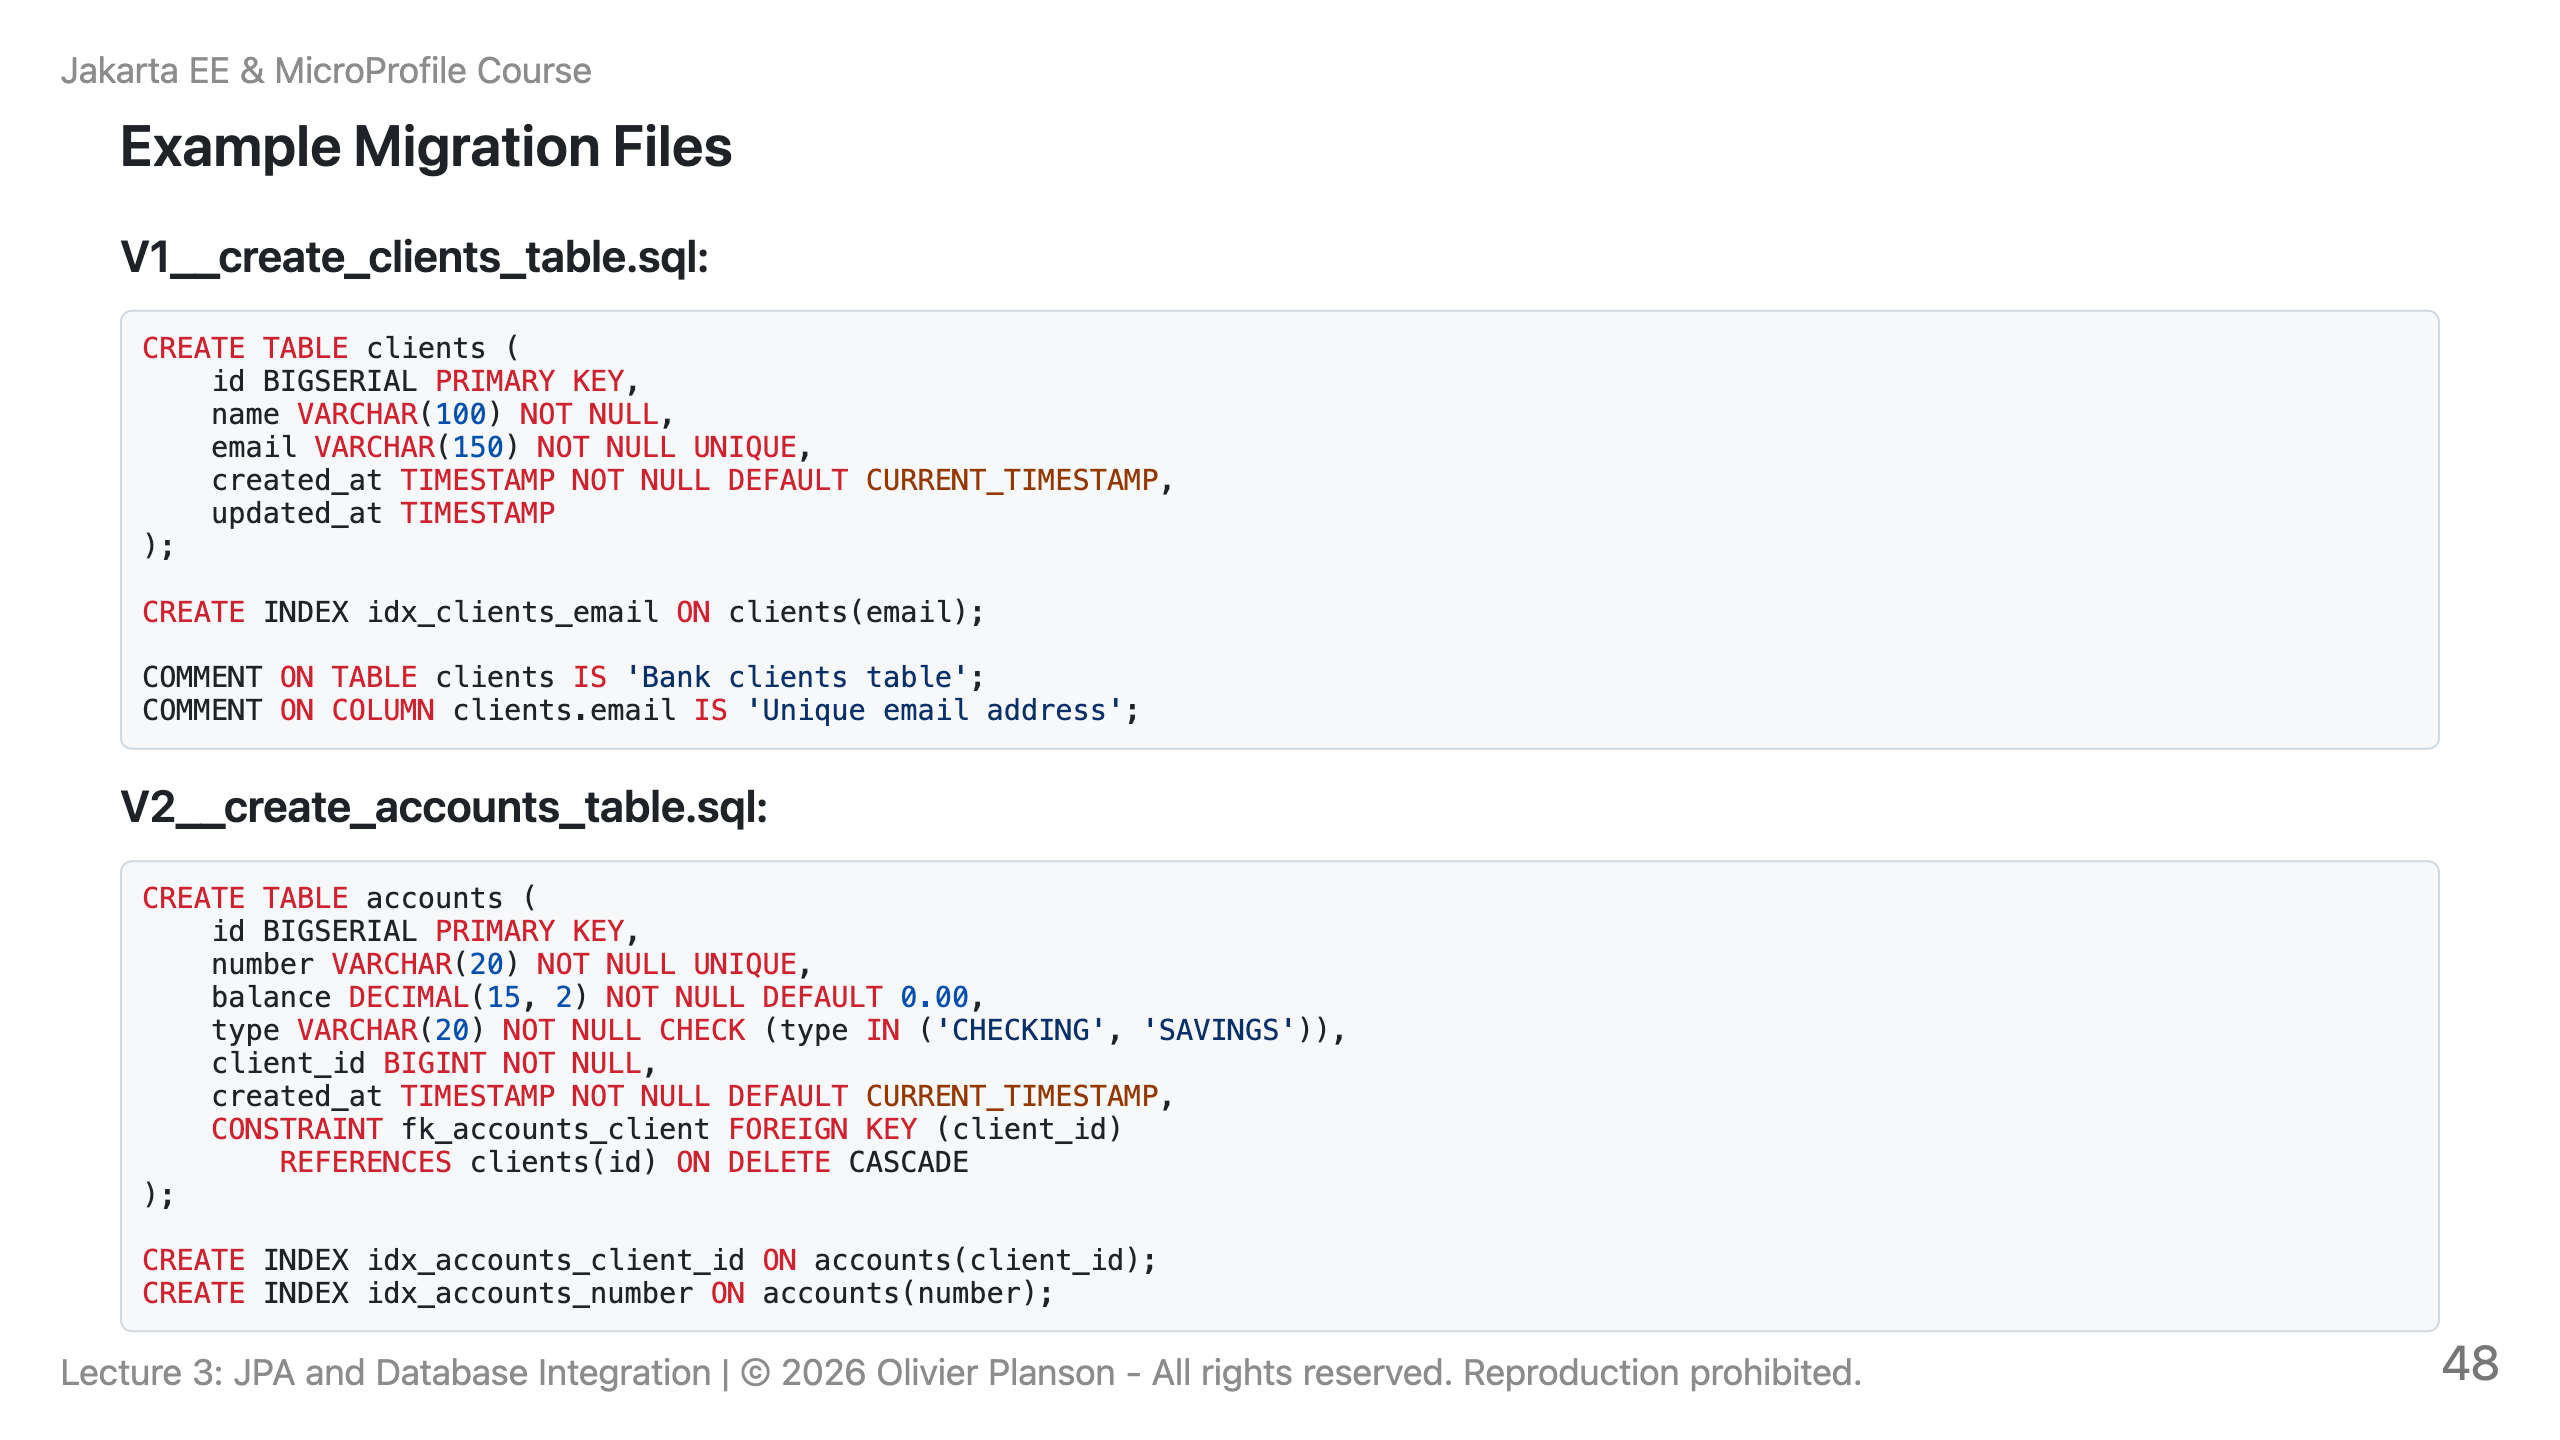 Jakarta EE & MicroProfile Course
Example Migration Files
V1__create_clients_table.sql:
CREATE TABLE clients (
    id BIGSERIAL PRIMARY KEY,
    name VARCHAR(100) NOT NULL,
    email VARCHAR(150) NOT NULL UNIQUE,
    created_at TIMESTAMP NOT NULL DEFAULT CURRENT_TIMESTAMP,
    updated_at TIMESTAMP
);
CREATE INDEX idx_clients_email ON clients(email);
COMMENT ON TABLE clients IS 'Bank clients table';
COMMENT ON COLUMN clients.email IS 'Unique email address';
V2__create_accounts_table.sql:
CREATE TABLE accounts (
    id BIGSERIAL PRIMARY KEY,
    number VARCHAR(20) NOT NULL UNIQUE,
    balance DECIMAL(15, 2) NOT NULL DEFAULT 0.00,
    type VARCHAR(20) NOT NULL CHECK (type IN ('CHECKING', 'SAVINGS')),
    client_id BIGINT NOT NULL,
    created_at TIMESTAMP NOT NULL DEFAULT CURRENT_TIMESTAMP,
    CONSTRAINT fk_accounts_client FOREIGN KEY (client_id)
        REFERENCES clients(id) ON DELETE CASCADE
);
CREATE INDEX idx_accounts_client_id ON accounts(client_id);
CREATE INDEX idx_accounts_number ON accounts(number);
Lecture 3: JPA and Database Integration | © 2026 Olivier Planson - All rights reserved. Reproduction prohibited.
48